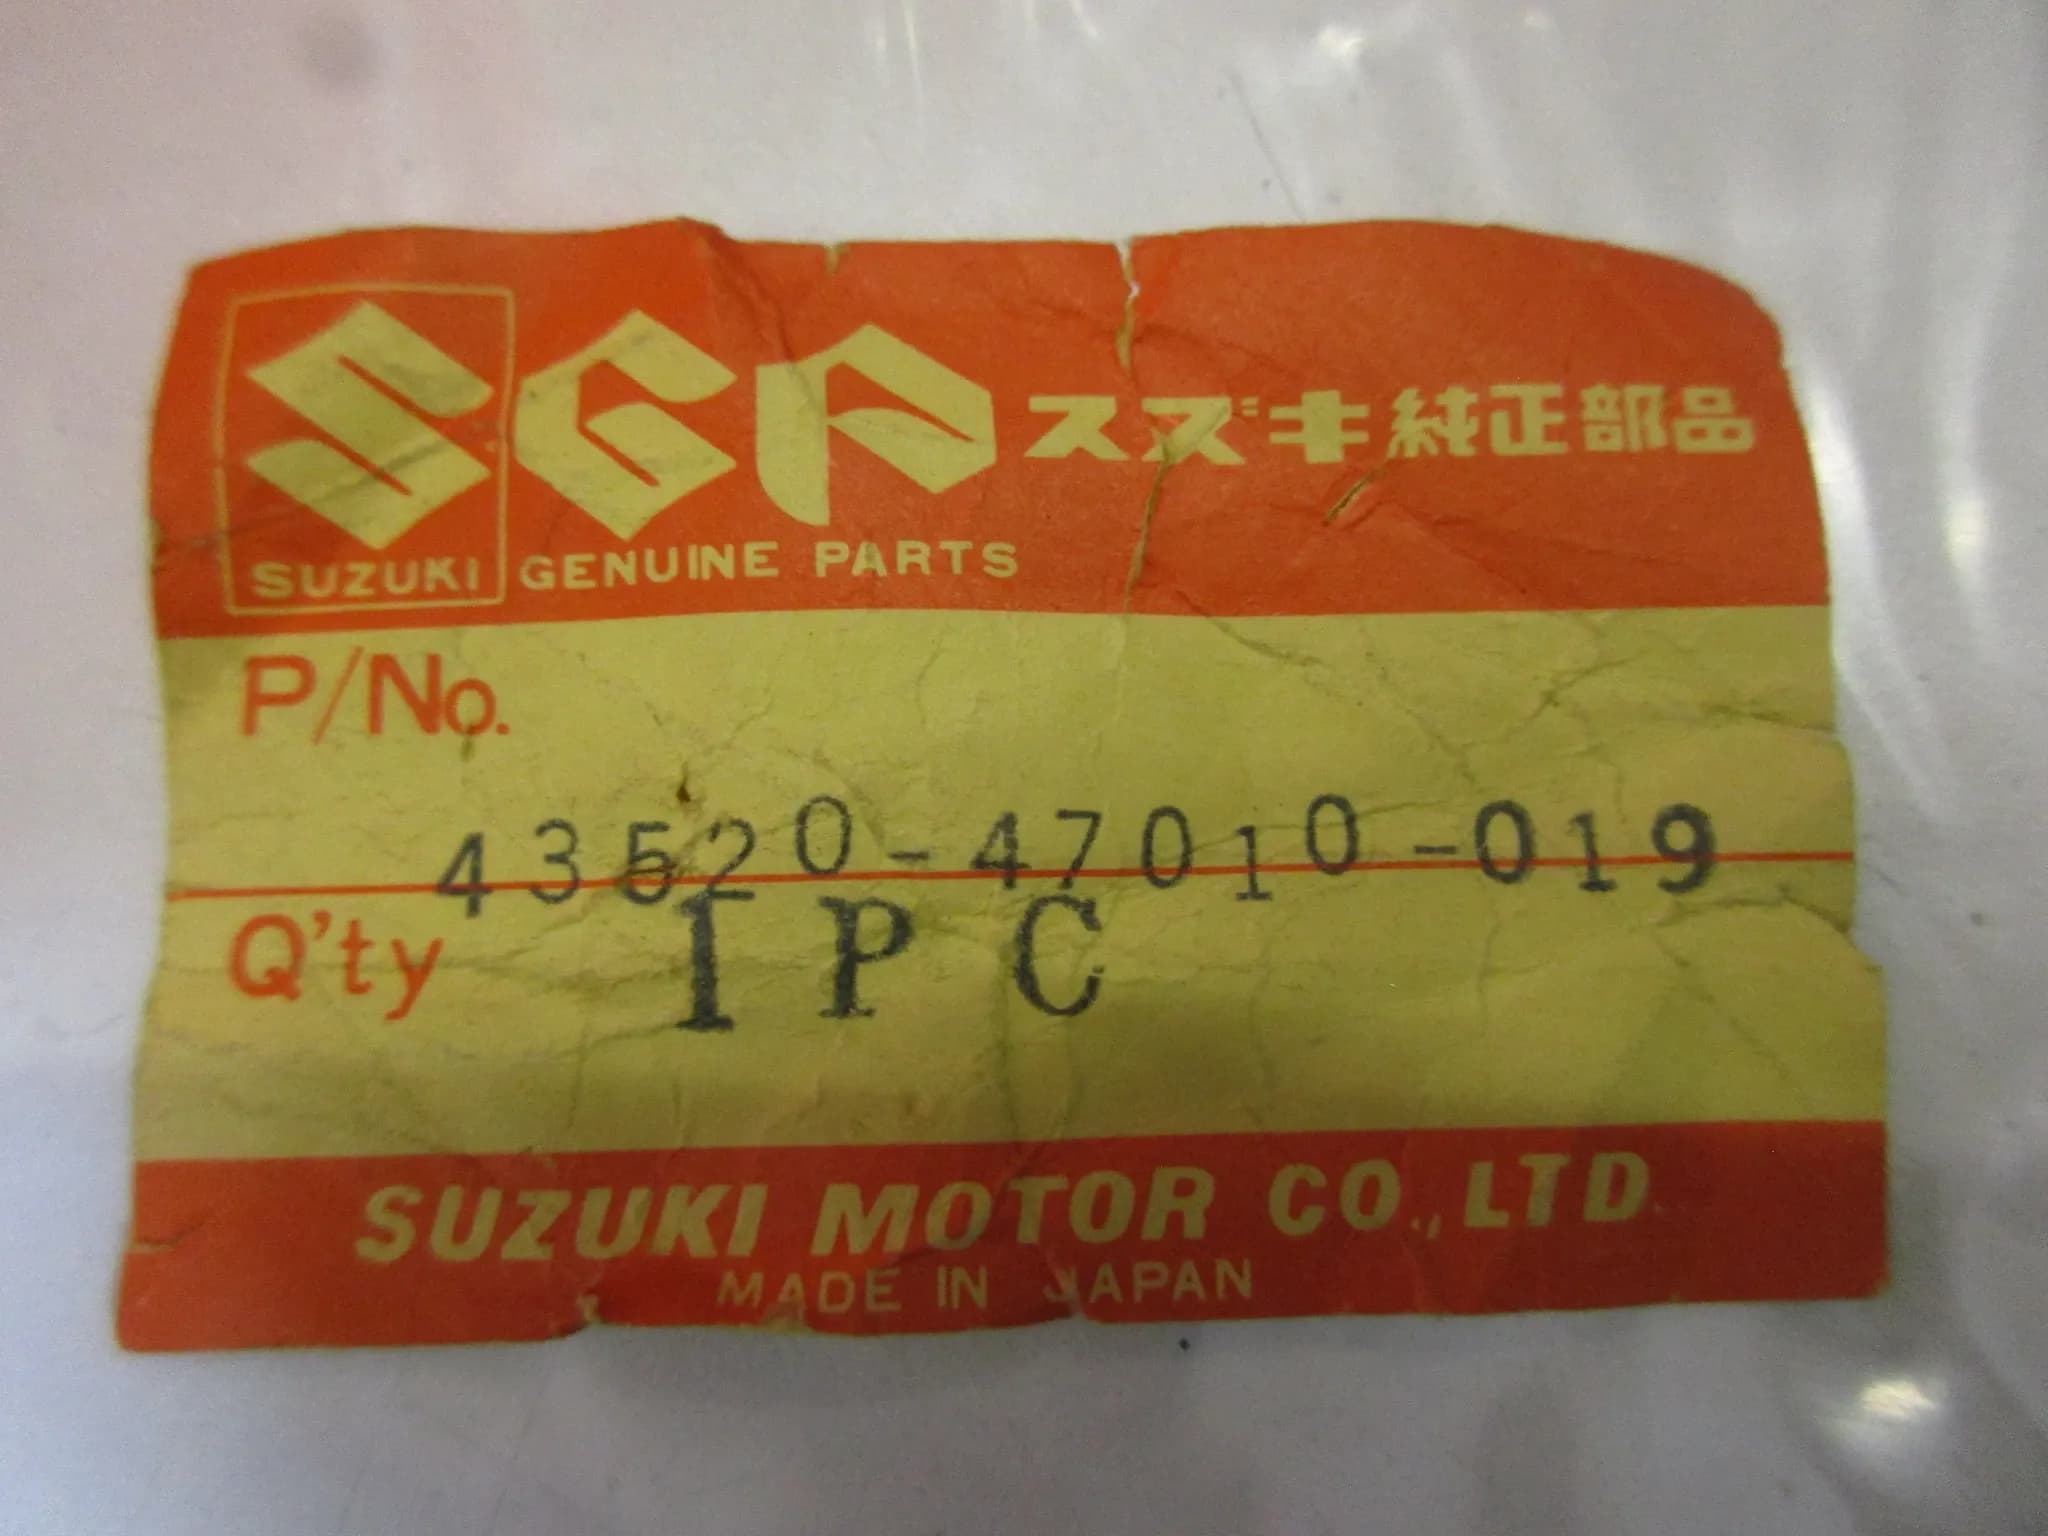 SGP スズキ純正部品
SUZUKI GENUINE PARTS
P/No.
43520-47010-019
Q'ty 1PC
SUZUKI MOTOR CO.,LTD.
MADE IN JAPAN